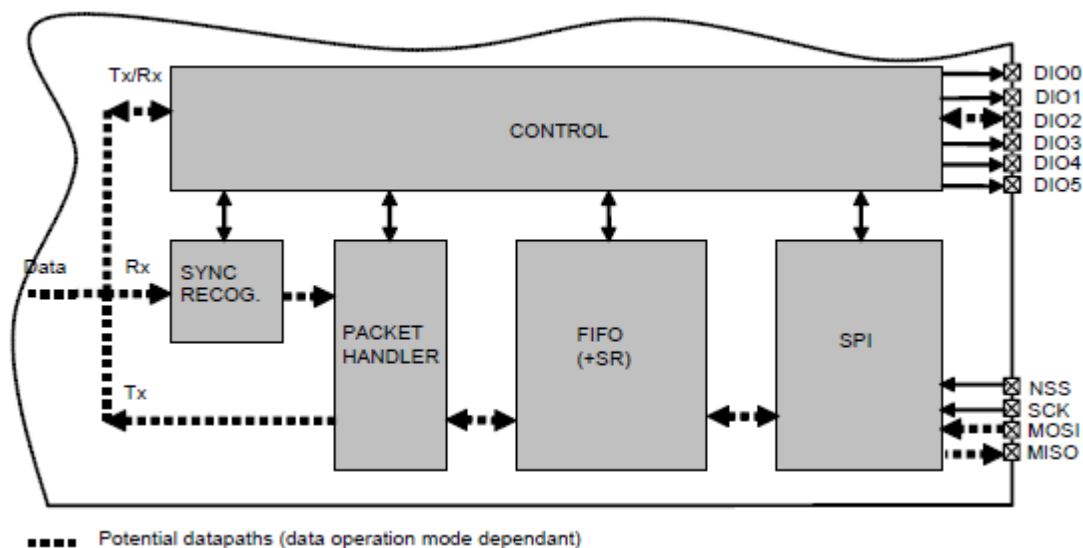 Tx/Rx
CONTROL
DIO0
DIO1
DIO2
DIO3
DIO4
DIO5
Data
Rx
SYNC
RECOG.
PACKET
HANDLER
FIFO
(+SR)
SPI
Tx
NSS
SCK
MOSI
MISO
Potential datapaths (data operation mode dependant)